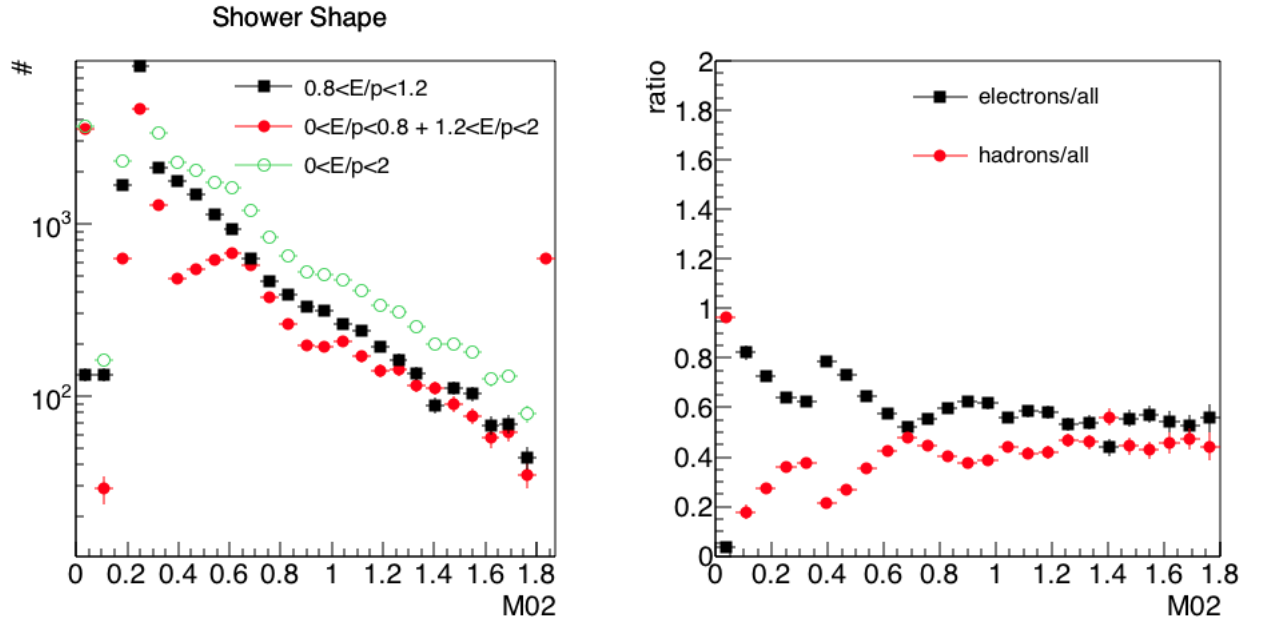 Shower Shape
#
0.8<E/p<1.2
0<E/p<0.8 + 1.2<E/p<2
0<E/p<2
10³
10²
0 0.2 0.4 0.6 0.8 1 1.2 1.4 1.6 1.8
M02
ratio
electrons/all
hadrons/all
2
1.8
1.6
1.4
1.2
1
0.8
0.6
0.4
0.2
0
0 0.2 0.4 0.6 0.8 1 1.2 1.4 1.6 1.8
M02